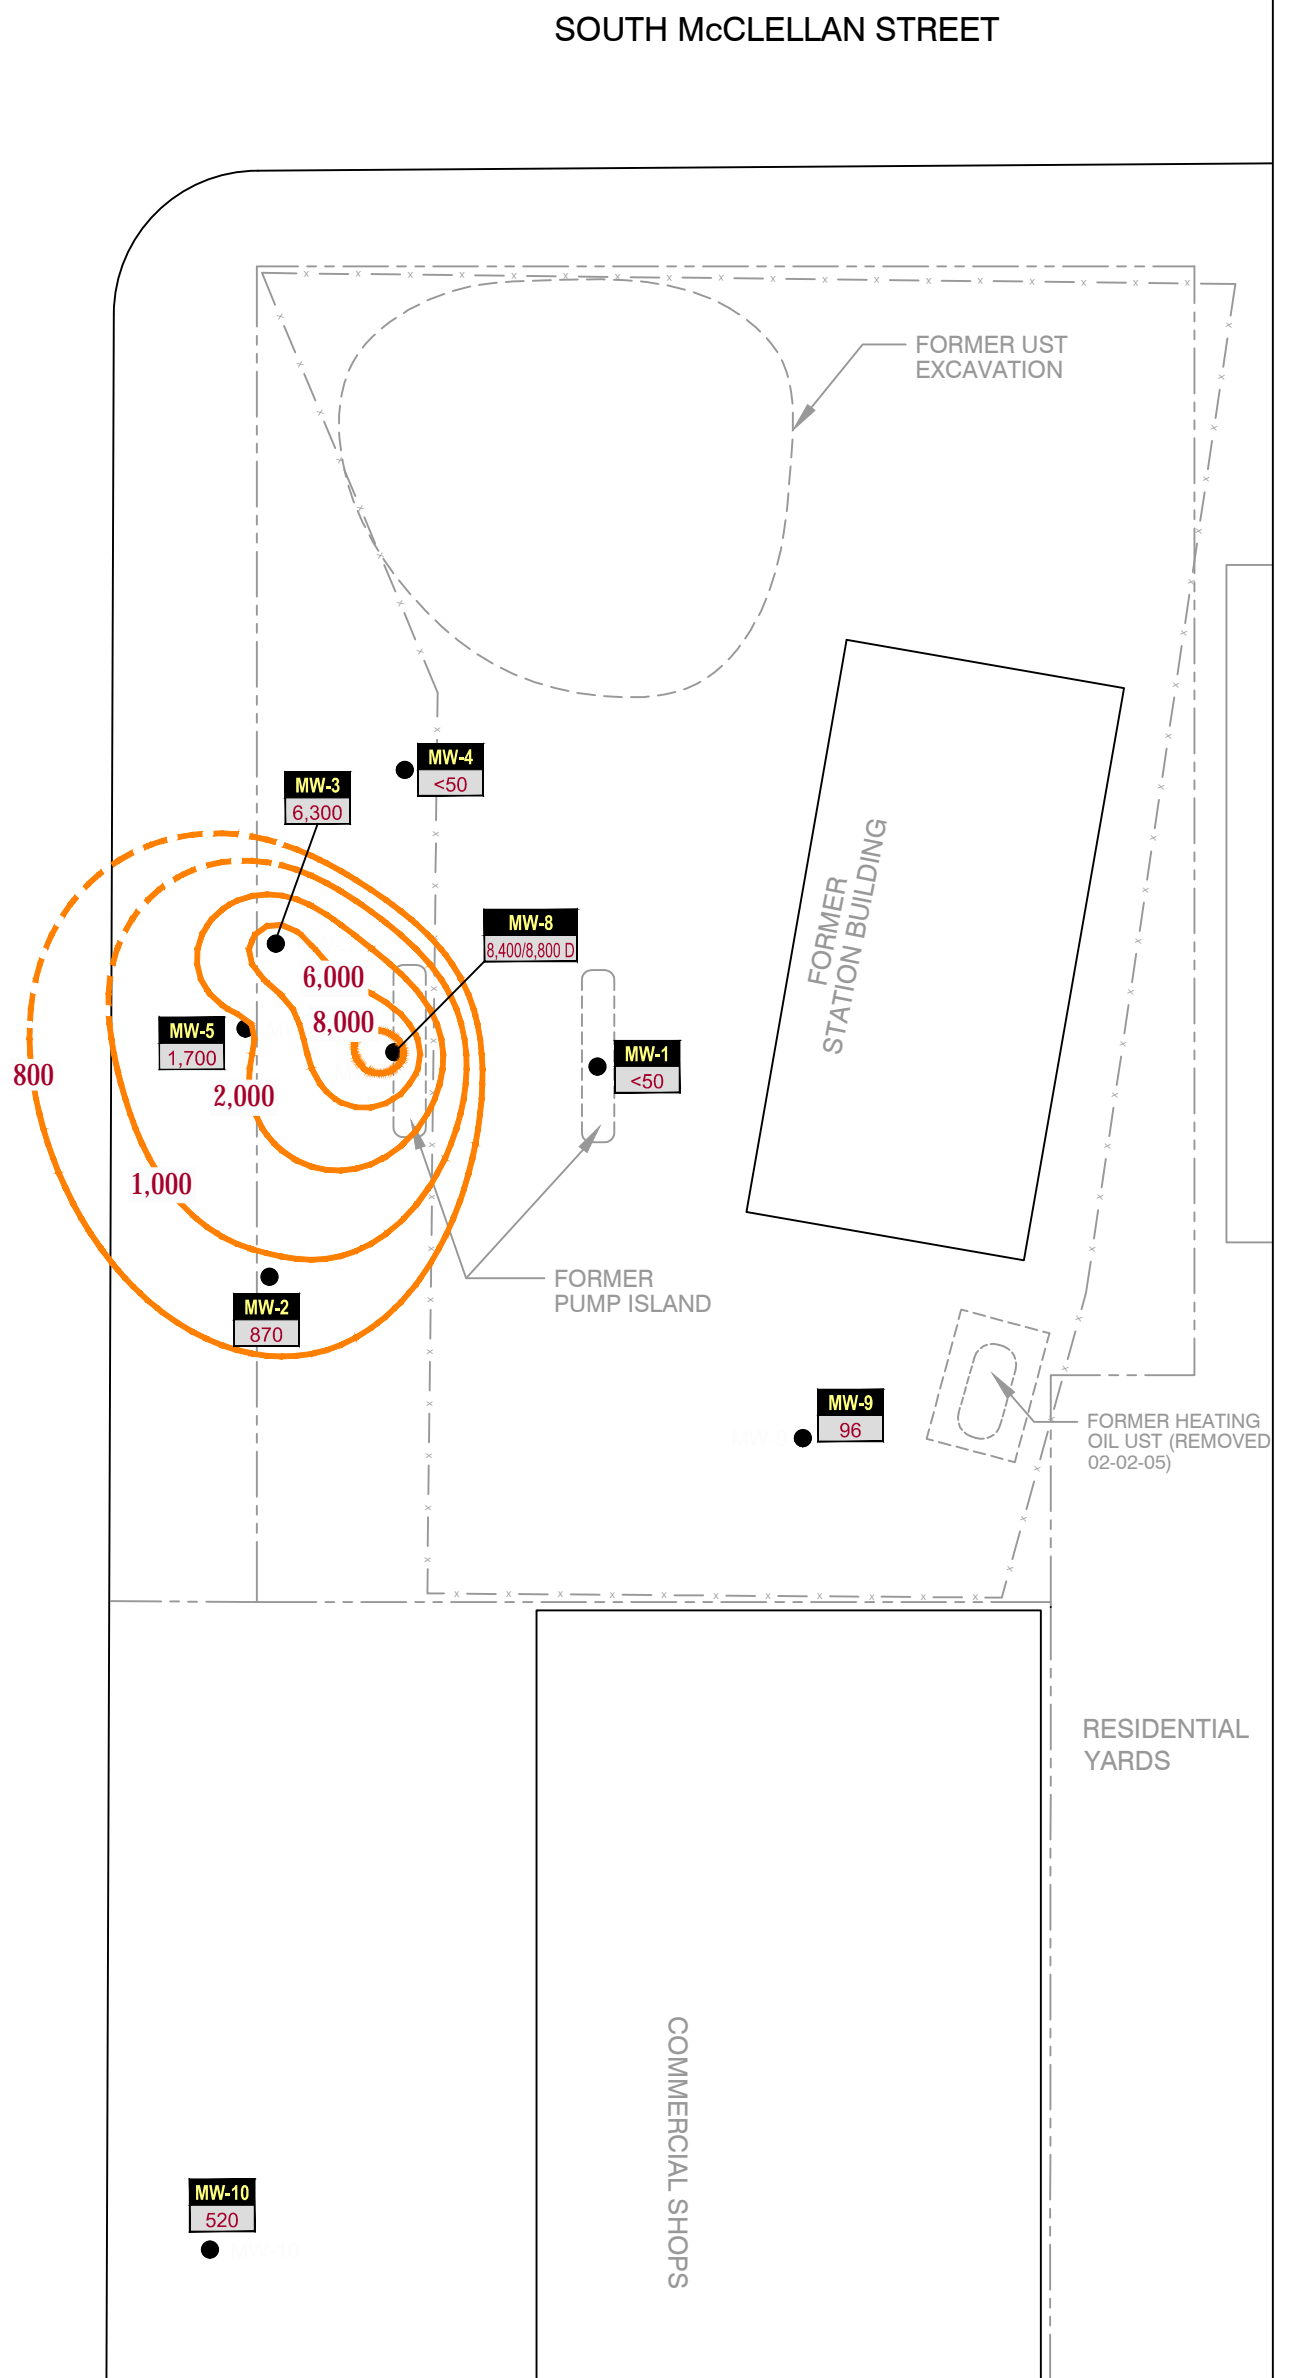 SOUTH McCLELLAN STREET
FORMER UST
EXCAVATION
MW-4
<50
MW-3
6,300
MW-8
8,400/8,800 D
6,000
8,000
MW-5
1,700
MW-1
<50
800
2,000
1,000
FORMER
STATION BUILDING
FORMER
PUMP ISLAND
MW-2
870
MW-9
96
FORMER HEATING
OIL UST (REMOVED
02-02-05)
RESIDENTIAL
YARDS
COMMERCIAL SHOPS
MW-10
520